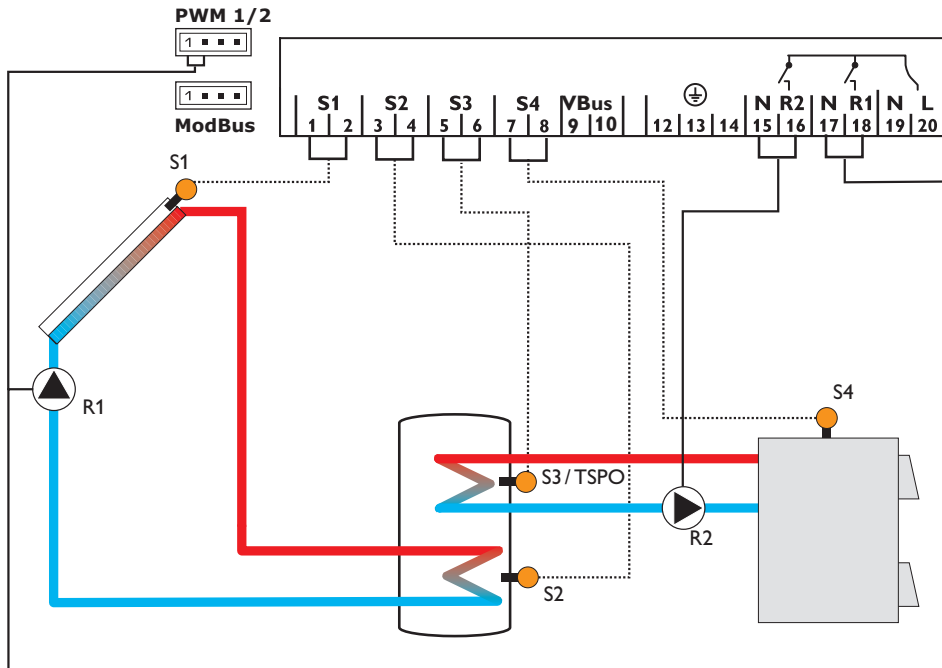 PWM 1/2
1
1
ModBus
S1 S2 S3 S4 VBus N R2 N R1 N L
1 2 3 4 5 6 7 8 9 10 12 13 14 15 16 17 18 19 20
S1
R1
S4
S3 / TSPO
R2
S2